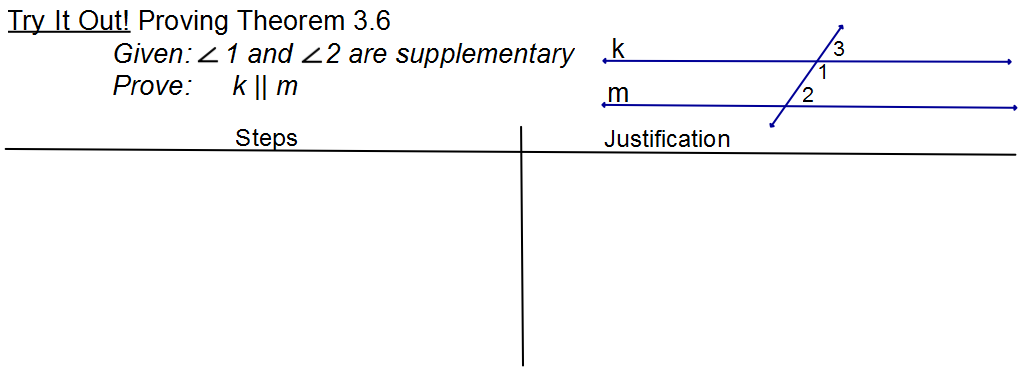 Try It Out! Proving Theorem 3.6
Given: ∠1 and ∠2 are supplementary
Prove: k || m
k
3
1
m
2
Steps Justification